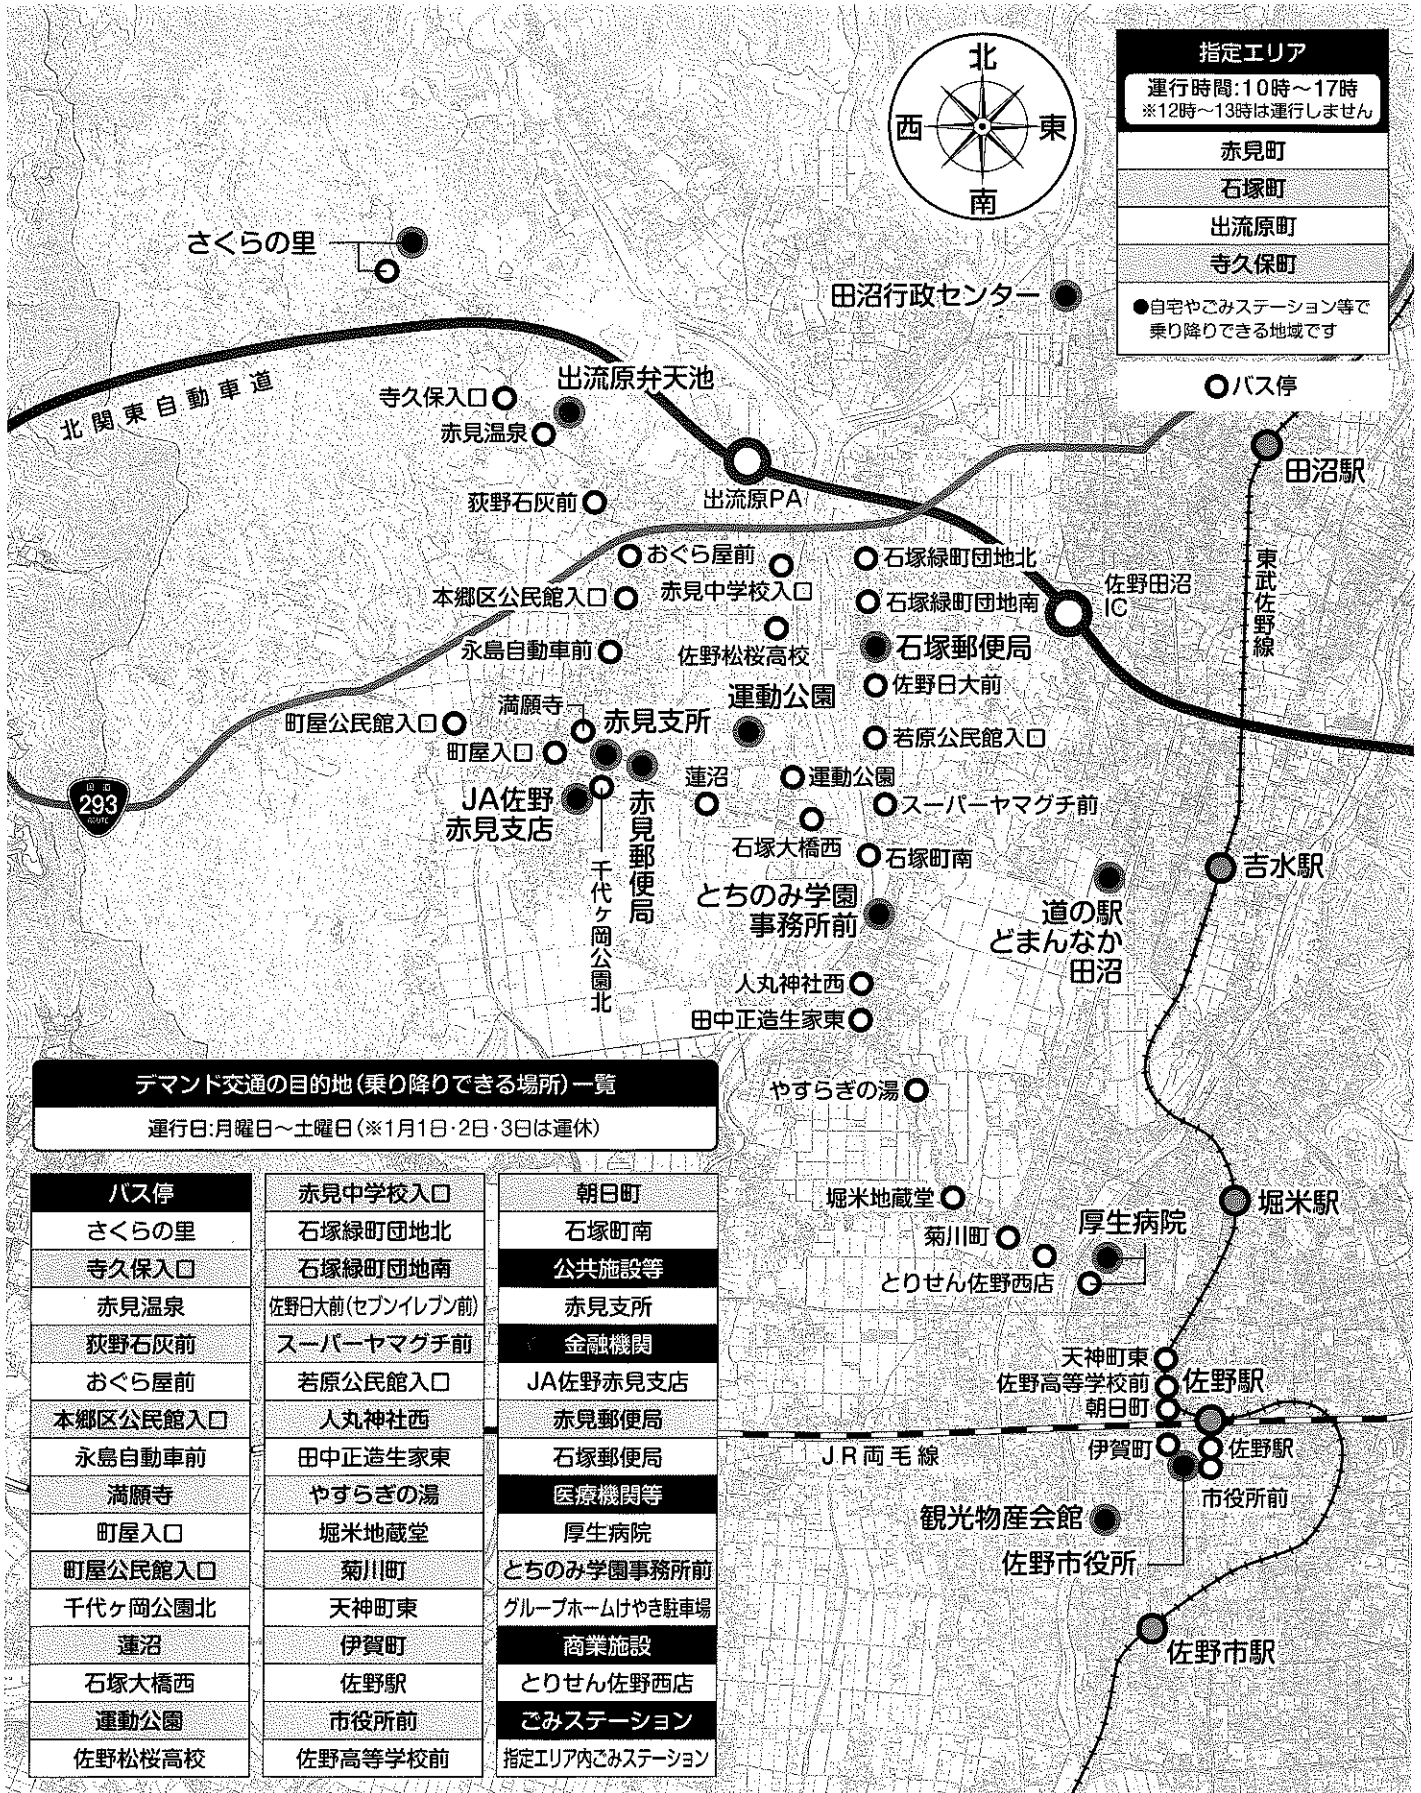 北
西
東
南
指定エリア
運行時間:10時～17時
※12時～13時は運行しません
赤見町
石塚町
出流原町
寺久保町
●自宅やごみステーション等で
乗り降りできる地域です
バス停
さくらの里
田沼行政センター
北関東自動車道
寺久保入口
出流原弁天池
赤見温泉
荻野石灰前
出流原PA
田沼駅
東武佐野線
おぐら屋前
赤見中学校入口
石塚緑町団地北
本郷区公民館入口
石塚緑町団地南
佐野田沼
IC
永島自動車前
佐野松桜高校
石塚郵便局
佐野日大前
運動公園
満願寺
赤見支所
町屋公民館入口
町屋入口
若原公民館入口
蓮沼
運動公園
国道
293
ROUTE
JA佐野
赤見支店
赤見郵便局
千代ヶ岡公園北
スーパーヤマグチ前
石塚大橋西
石塚町南
吉水駅
とちのみ学園
事務所前
道の駅
どまんなか
田沼
人丸神社西
田中正造生家東
やすらぎの湯
堀米地蔵堂
堀米駅
菊川町
厚生病院
とりせん佐野西店
天神町東
佐野高等学校前
佐野駅
朝日町
JR両毛線
伊賀町
佐野駅
市役所前
観光物産会館
佐野市役所
佐野市駅
デマンド交通の目的地(乗り降りできる場所)一覧
運行日:月曜日～土曜日(※1月1日・2日・3日は運休)
バス停
さくらの里
寺久保入口
赤見温泉
荻野石灰前
おぐら屋前
本郷区公民館入口
永島自動車前
満願寺
町屋入口
町屋公民館入口
千代ヶ岡公園北
蓮沼
石塚大橋西
運動公園
佐野松桜高校
赤見中学校入口
石塚緑町団地北
石塚緑町団地南
佐野日大前(セブンイレブン前)
スーパーヤマグチ前
若原公民館入口
人丸神社西
田中正造生家東
やすらぎの湯
堀米地蔵堂
菊川町
天神町東
伊賀町
佐野駅
市役所前
佐野高等学校前
朝日町
石塚町南
公共施設等
赤見支所
金融機関
JA佐野赤見支店
赤見郵便局
石塚郵便局
医療機関等
厚生病院
とちのみ学園事務所前
グループホームけやき駐車場
商業施設
とりせん佐野西店
ごみステーション
指定エリア内ごみステーション